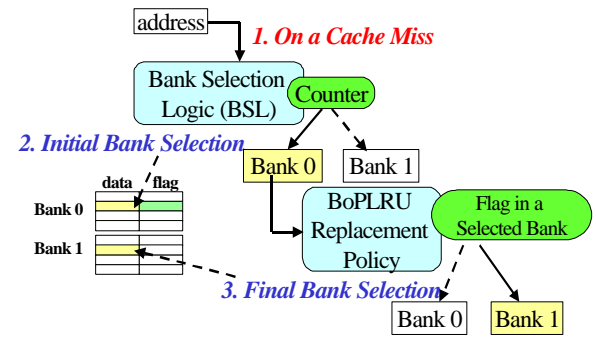 address
1. On a Cache Miss
Bank Selection
Logic (BSL)
Counter
2. Initial Bank Selection
Bank 0
Bank 1
data
flag
Bank 0
Bank 1
BoPLRU
Replacement
Policy
Flag in a
Selected Bank
3. Final Bank Selection
Bank 0
Bank 1